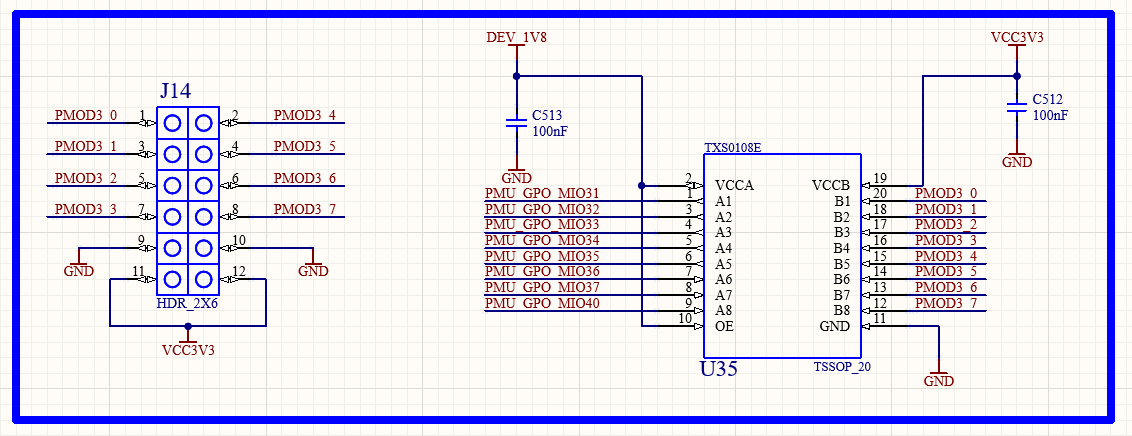 J14
PMOD3_0 1 2 PMOD3_4
PMOD3_1 3 4 PMOD3_5
PMOD3_2 5 6 PMOD3_6
PMOD3_3 7 8 PMOD3_7
9 10
GND GND
11 12
HDR_2X6
VCC3V3
DEV_1V8
C513
100nF
GND
VCC3V3
C512
100nF
GND
TXS0108E
2 VCCA VCCB 19
PMU_GPO_MIO31 1 A1 B1 20 PMOD3_0
PMU_GPO_MIO32 3 A2 B2 18 PMOD3_1
PMU_GPO_MIO33 4 A3 B3 17 PMOD3_2
PMU_GPO_MIO34 5 A4 B4 16 PMOD3_3
PMU_GPO_MIO35 6 A5 B5 15 PMOD3_4
PMU_GPO_MIO36 7 A6 B6 14 PMOD3_5
PMU_GPO_MIO37 8 A7 B7 13 PMOD3_6
PMU_GPO_MIO40 9 A8 B8 12 PMOD3_7
10 OE GND 11
U35
TSSOP_20
GND